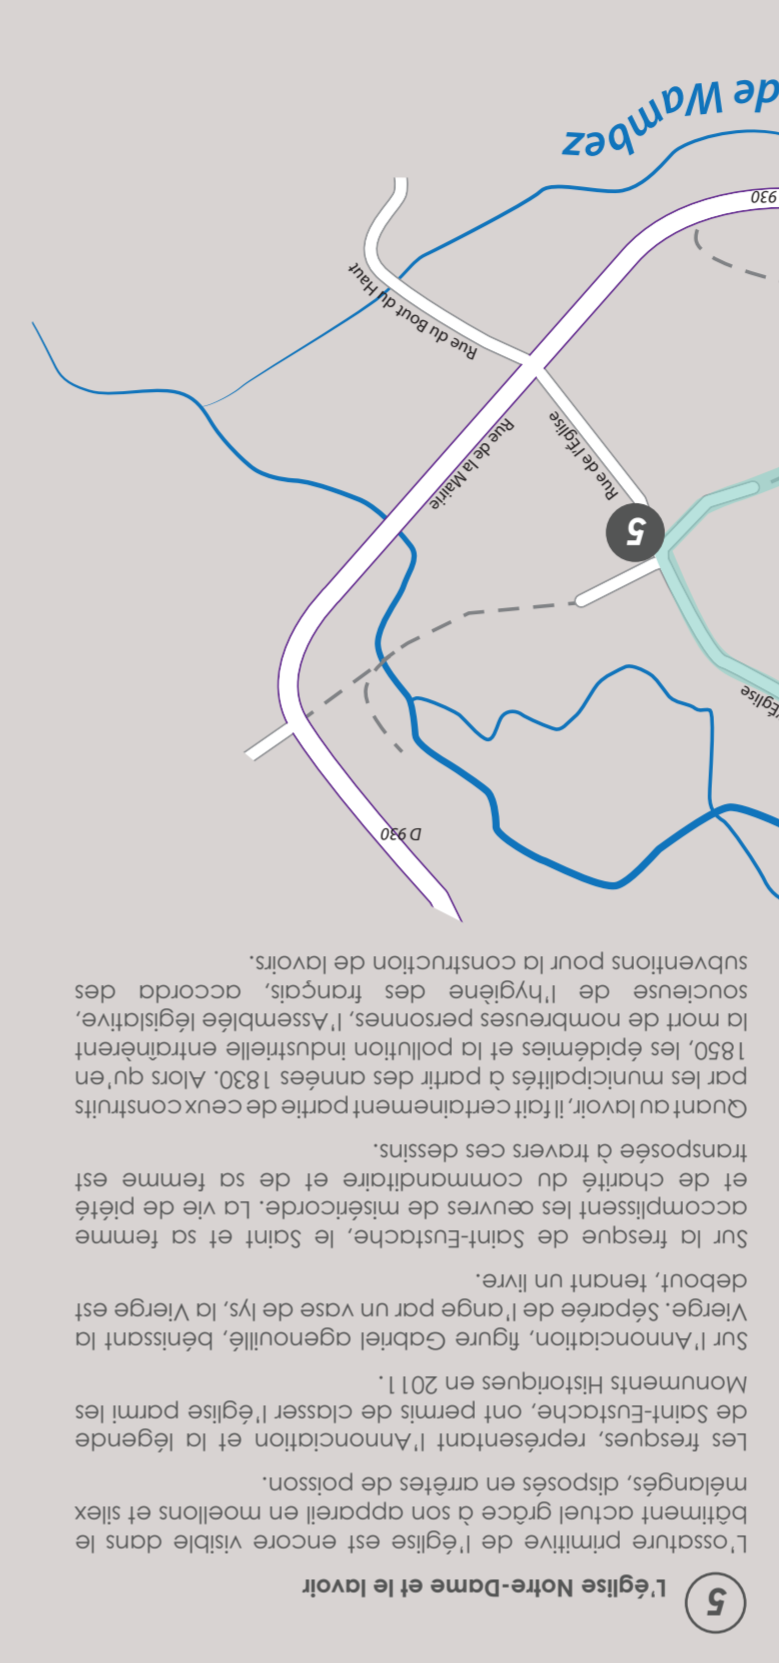 5
L'église Notre-Dame et le lavoir
L'ossature primitive de l'église est encore visible dans le
bâtiment actuel grâce à son appareil en moellons et silex
mélangés, disposés en arrêtes de poisson.
Les fresques, représentant l'Annonciation et la légende
de Saint-Eustache, ont permis de classer l'église parmi les
Monuments Historiques en 2011.
Sur l'Annonciation, figure Gabriel agenouillé, bénissant la
Vierge. Séparée de l'ange par un vase de lys, la Vierge est
debout, tenant un livre.
Sur la fresque de Saint-Eustache, le Saint et sa femme
accomplissent les œuvres de miséricorde. La vie de piété
et de charité du commanditaire et de sa femme est
transposée à travers ces dessins.
Quant au lavoir, il fait certainement partie de ceux construits
par les municipalités à partir des années 1830. Alors qu'en
1850, les épidémies et la pollution industrielle entraînèrent
la mort de nombreuses personnes, l'Assemblée législative,
soucieuse de l'hygiène des français, accorda des
subventions pour la construction de lavoirs.
D 930
Église
5
Rue de l'Église
Rue de la Mairie
Rue du Bout du Haut
930
de Wambez